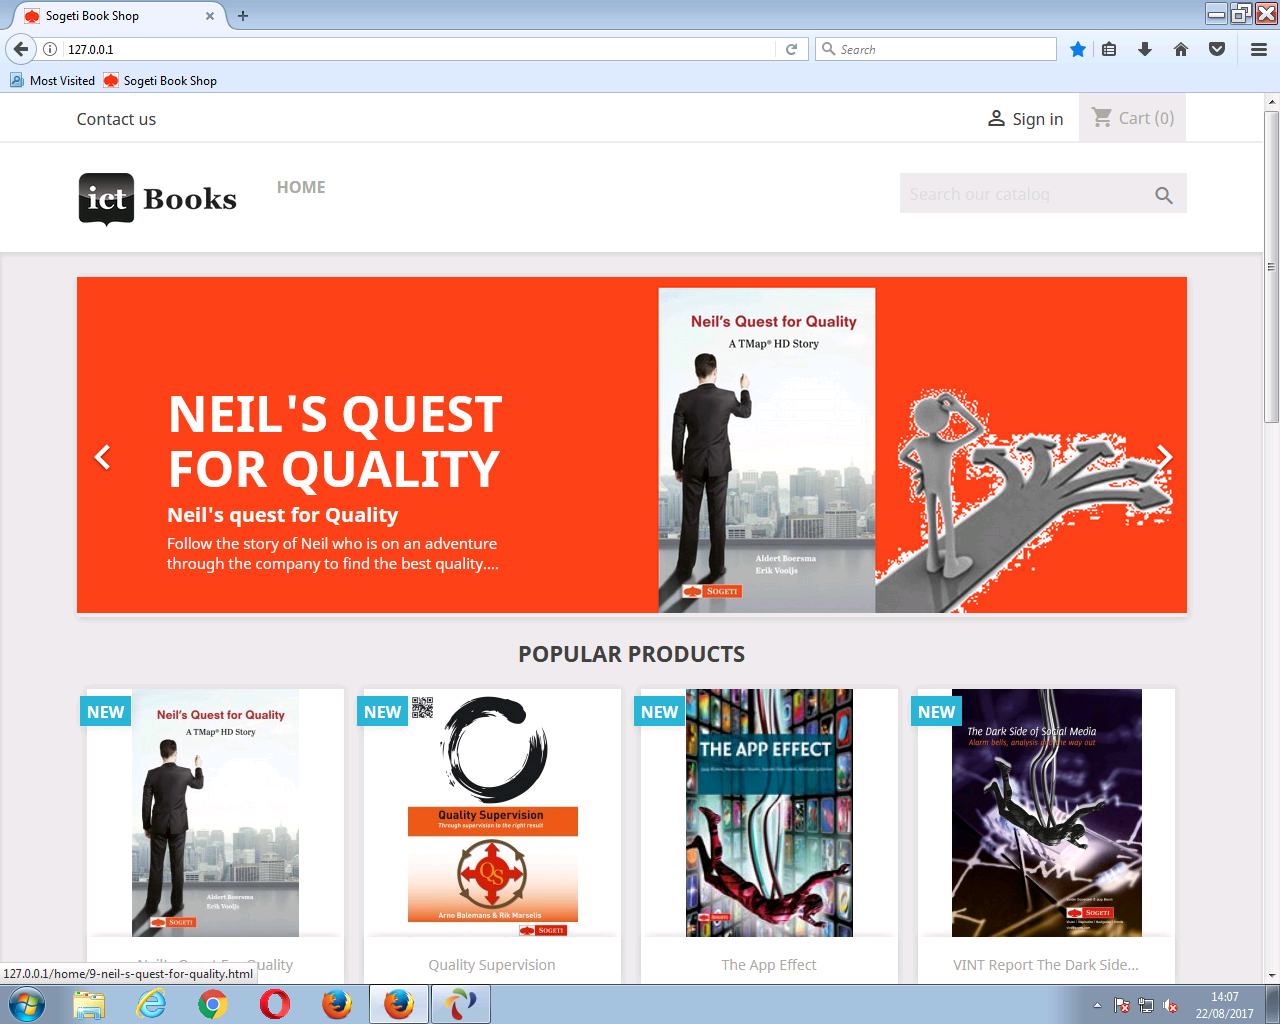 Sogeti Book Shop
127.0.0.1
Search
Most Visited
Sogeti Book Shop
Contact us
Sign in
Cart (0)
ict Books
HOME
Search our catalog
Neil's Quest for Quality
A TMap® HD Story
NEIL'S QUEST
FOR QUALITY
Neil's quest for Quality
Follow the story of Neil who is on an adventure
through the company to find the best quality....
Aldert Boersma
Erik Vooijs
SOGETI
POPULAR PRODUCTS
NEW
Neil's Quest for Quality
A TMap® HD Story
Aldert Boersma
Erik Vooijs
SOGETI
NEW
Quality Supervision
Through supervision to the right result
QS
Arno Balemans & Rik Marselis
SOGETI
NEW
THE APP EFFECT
SOGETI
NEW
The Dark Side of Social Media
Alarm bells, analysis and the way out
SOGETI
Neil's Quest For Quality
Quality Supervision
The App Effect
VINT Report The Dark Side...
127.0.0.1/home/9-neil-s-quest-for-quality.html
14:07
22/08/2017